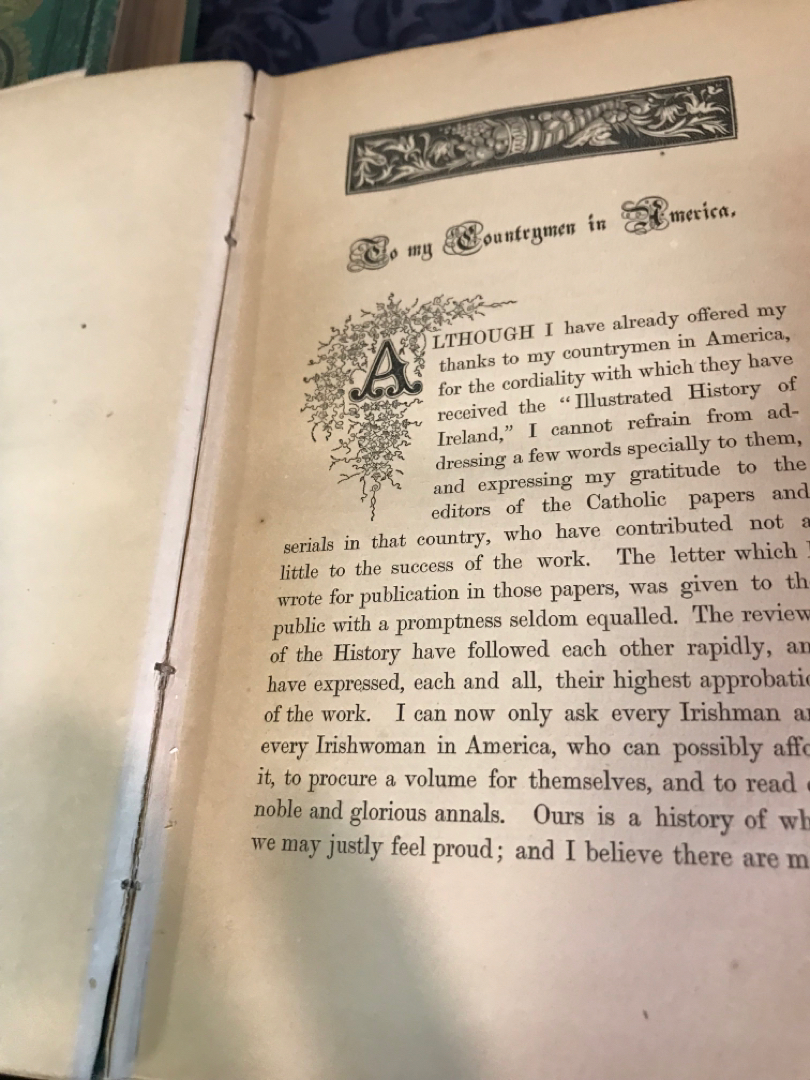 To my Countrymen in America.
ALTHOUGH I have already offered my
thanks to my countrymen in America,
for the cordiality with which they have
received the “Illustrated History of
Ireland,” I cannot refrain from ad-
dressing a few words specially to them,
and expressing my gratitude to the
editors of the Catholic papers and
serials in that country, who have contributed not a
little to the success of the work. The letter which I
wrote for publication in those papers, was given to th
public with a promptness seldom equalled. The review
of the History have followed each other rapidly, an
have expressed, each and all, their highest approbatio
of the work. I can now only ask every Irishman a
every Irishwoman in America, who can possibly affo
it, to procure a volume for themselves, and to read
noble and glorious annals. Ours is a history of wh
we may justly feel proud; and I believe there are m